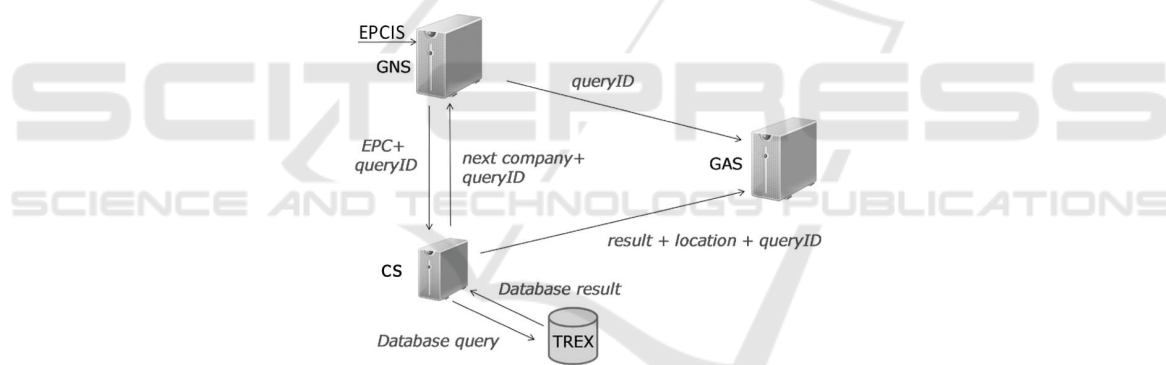 EPCIS
GNS
queryID
SCITEPRESS
EPC+
queryID
next company+
queryID
GAS
SCIENCE AND TECHNOLOGY PUBLICATIONS
result + location + queryID
CS
Database result
Database query
TREX